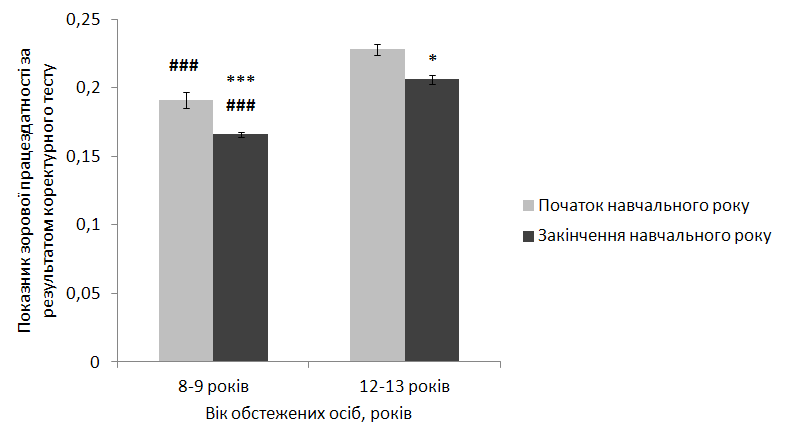 Показник зорової працездатності за
результатом коректурного тесту
0,25
0,2
0,15
0,1
0,05
0
###
***
###
*
8-9 років
12-13 років
Вік обстежених осіб, років
Початок навчального року
Закінчення навчального року